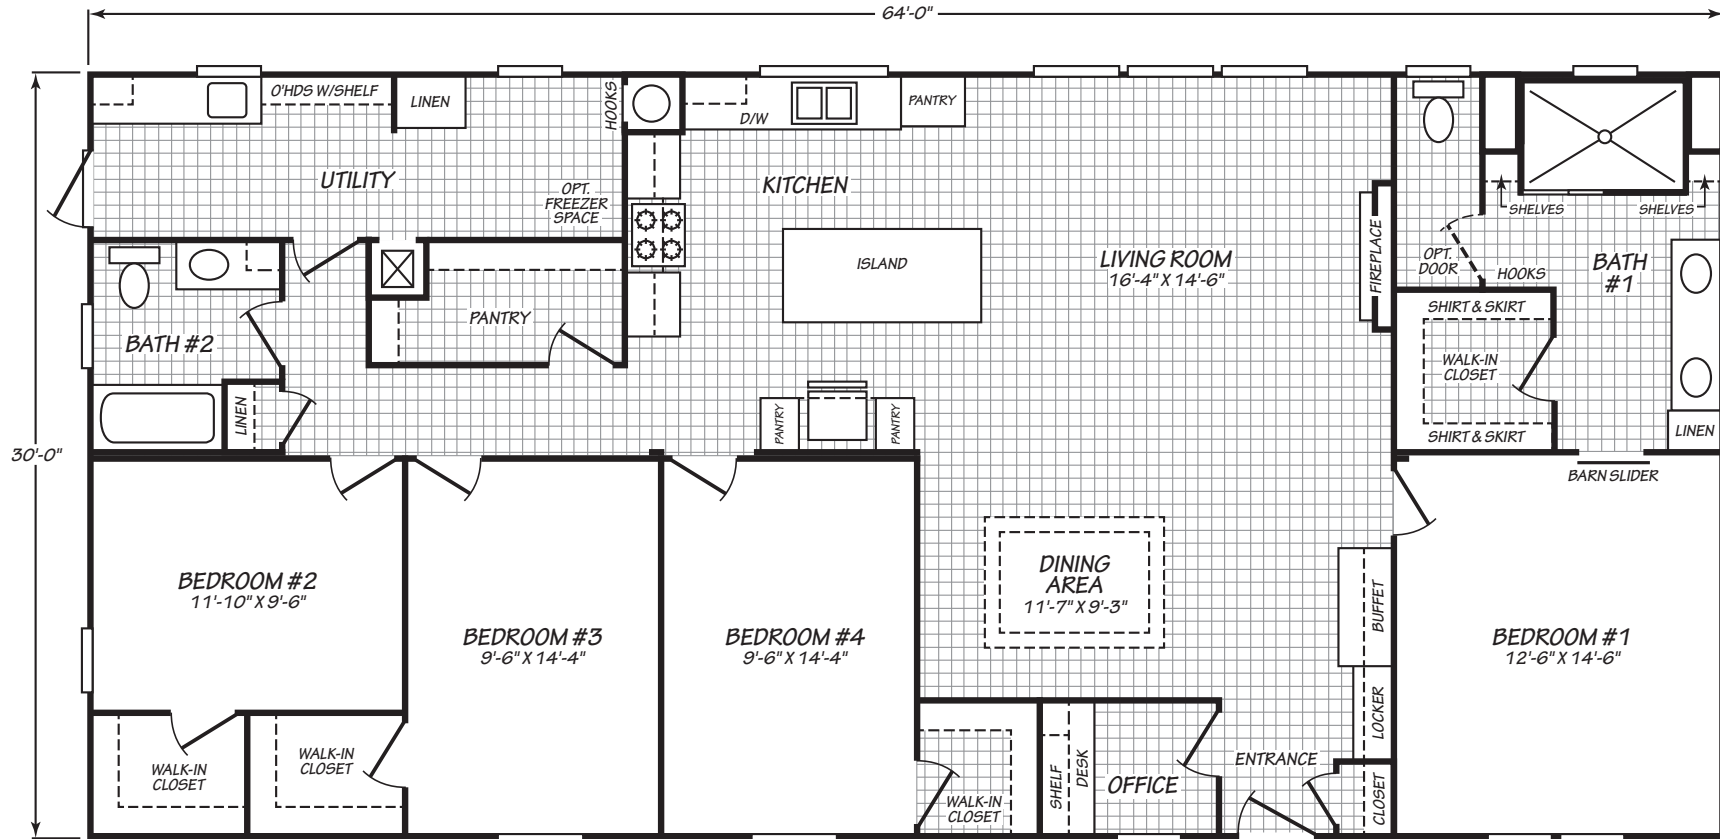 64'-0"
30'-0"
O'HDS W/SHELF
LINEN
HOOKS
UTILITY
OPT.
FREEZER
SPACE
D/W
PANTRY
KITCHEN
ISLAND
LIVING ROOM
16'-4" X 14'-6"
FIREPLACE
OPT.
DOOR
HOOKS
SHELVES
SHELVES
BATH
#1
SHIRT & SKIRT
WALK-IN
CLOSET
SHIRT & SKIRT
LINEN
BARN SLIDER
BATH #2
LINEN
PANTRY
PANTRY
PANTRY
BEDROOM #2
11'-10" X 9'-6"
BEDROOM #3
9'-6" X 14'-4"
BEDROOM #4
9'-6" X 14'-4"
DINING
AREA
11'-7" X 9'-3"
BUFFET
LOCKER
BEDROOM #1
12'-6" X 14'-6"
WALK-IN
CLOSET
WALK-IN
CLOSET
WALK-IN
CLOSET
SHELF
DESK
OFFICE
ENTRANCE
CLOSET